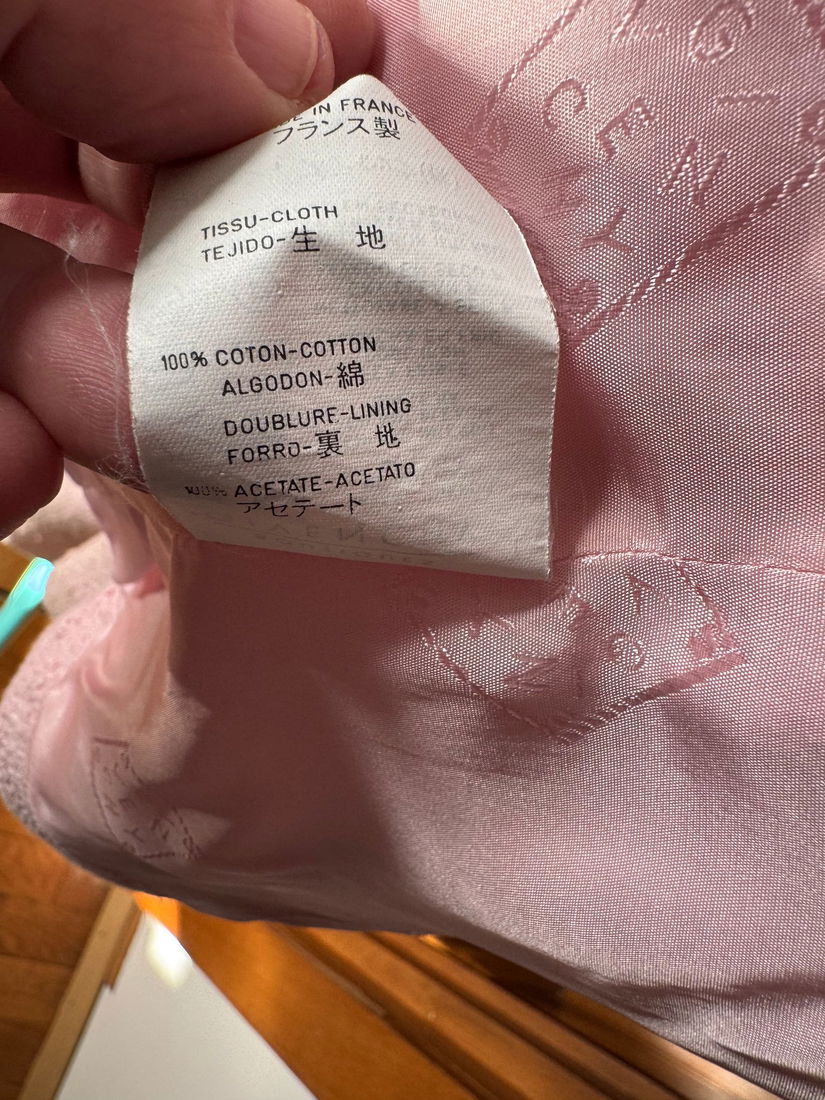 IN FRANCE
フランス製
TISSU-CLOTH
TEJIDO-生 地
100% COTON-COTTON
ALGODON-綿
DOUBLURE-LINING
FORRO-裏 地
100% ACETATE-ACETATO
アセテート